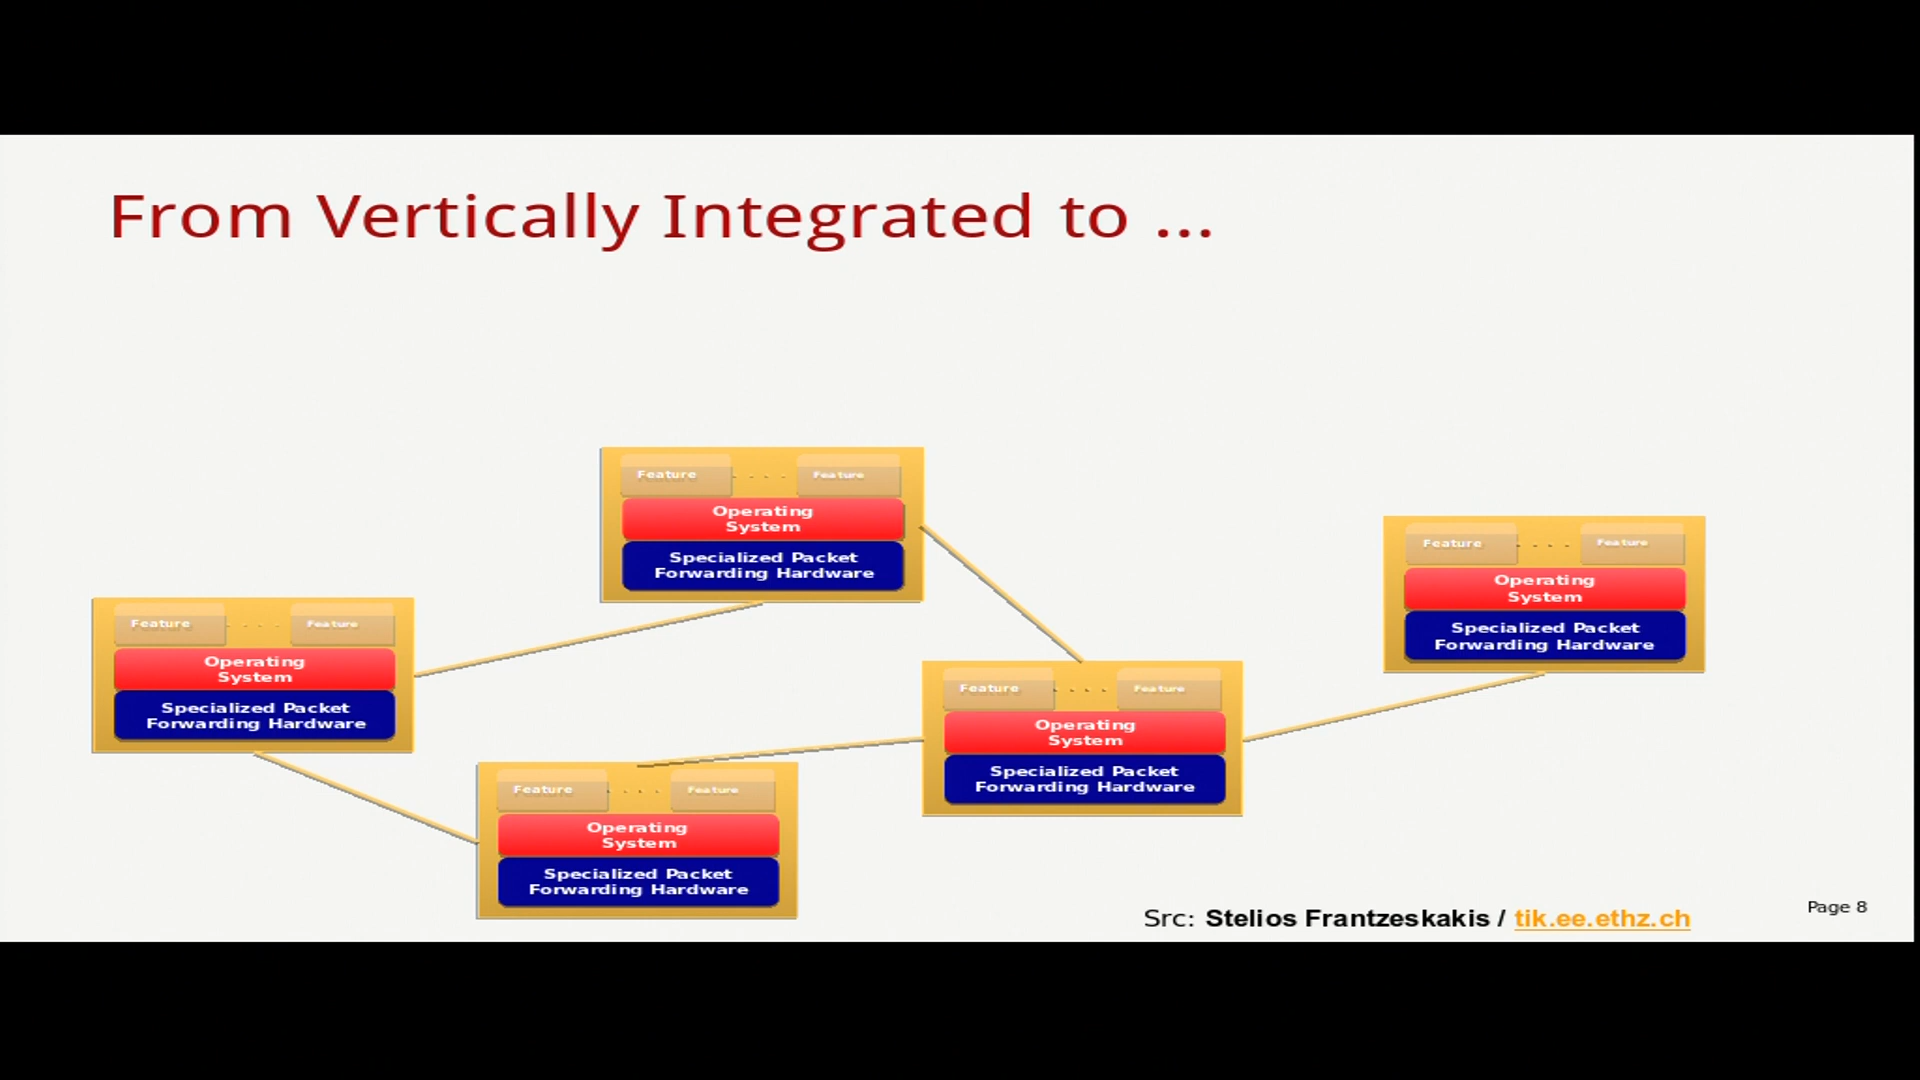 From Vertically Integrated to ...
Feature . . . . Feature
Operating
System
Specialized Packet
Forwarding Hardware
Feature . . . . Feature
Operating
System
Specialized Packet
Forwarding Hardware
Feature . . . . Feature
Operating
System
Specialized Packet
Forwarding Hardware
Feature . . . . Feature
Operating
System
Specialized Packet
Forwarding Hardware
Feature . . . . Feature
Operating
System
Specialized Packet
Forwarding Hardware
Src: Stelios Frantzeskakis / tik.ee.ethz.ch
Page 8